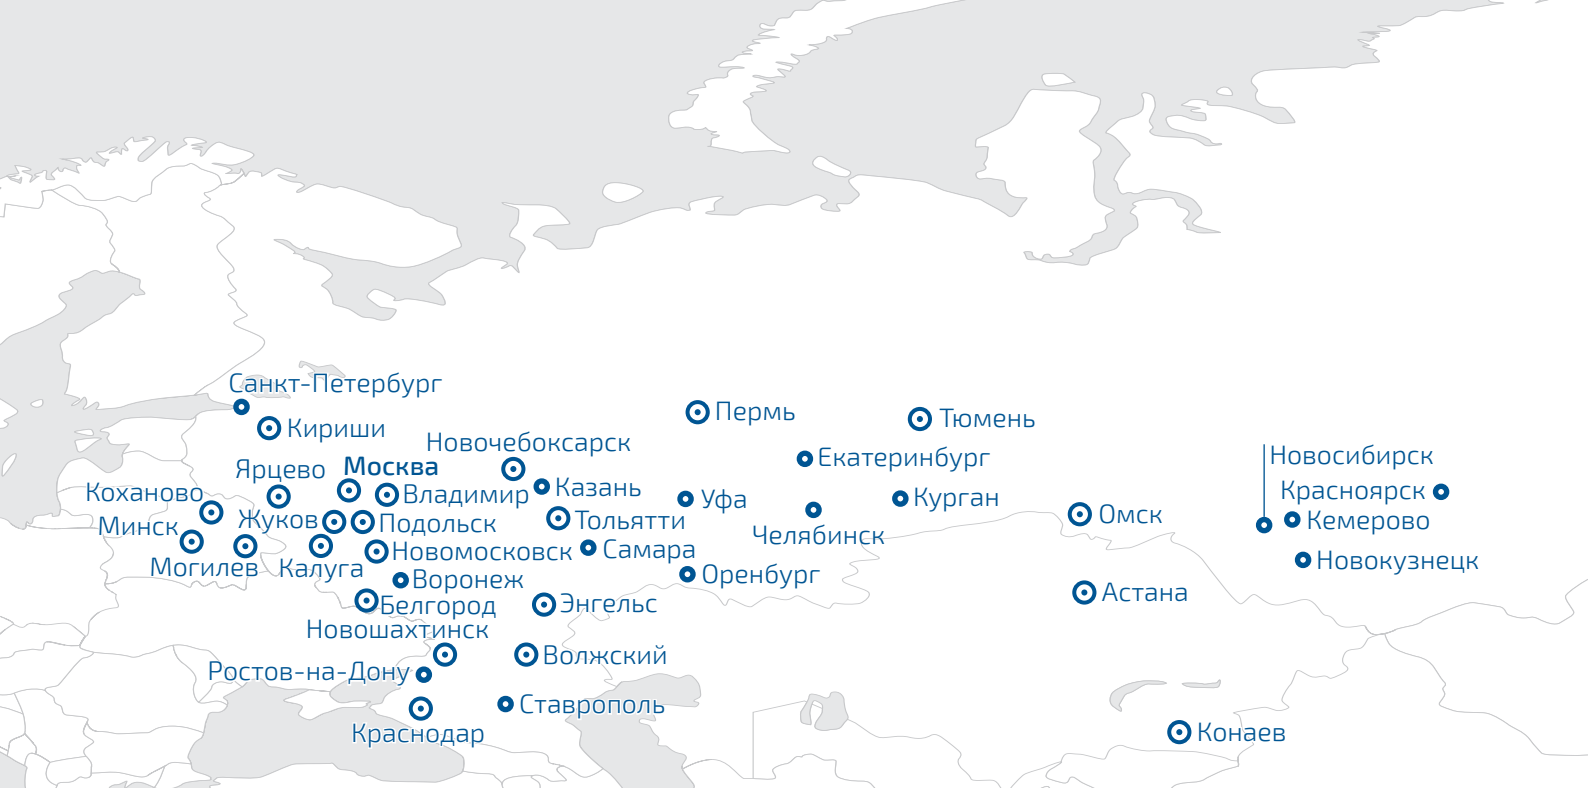 Санкт-Петербург
Кириши
Пермь
Тюмень
Новочебоксарск
Екатеринбург
Новосибирск
Ярцево
Москва
Коханово
Владимир
Казань
Уфа
Курган
Красноярск
Минск
Жуков
Подольск
Тольятти
Челябинск
Омск
Кемерово
Могилев
Калуга
Новомосковск
Самара
Новокузнецк
Воронеж
Оренбург
Белгород
Энгельс
Астана
Новошахтинск
Волжский
Ростов-на-Дону
Ставрополь
Краснодар
Конаев